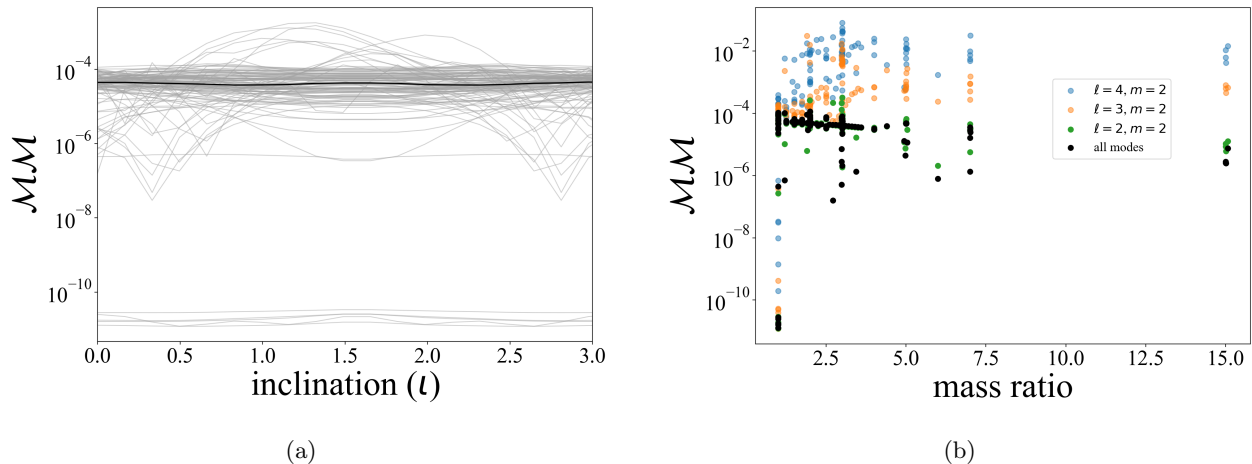 10⁻⁴
10⁻⁶
10⁻⁸
10⁻¹⁰
ℳℳ
0.0 0.5 1.0 1.5 2.0 2.5 3.0
inclination (ι)
(a)
10⁻²
10⁻⁴
10⁻⁶
10⁻⁸
10⁻¹⁰
ℳℳ
ℓ = 4, m = 2
ℓ = 3, m = 2
ℓ = 2, m = 2
all modes
2.5 5.0 7.5 10.0 12.5 15.0
mass ratio
(b)